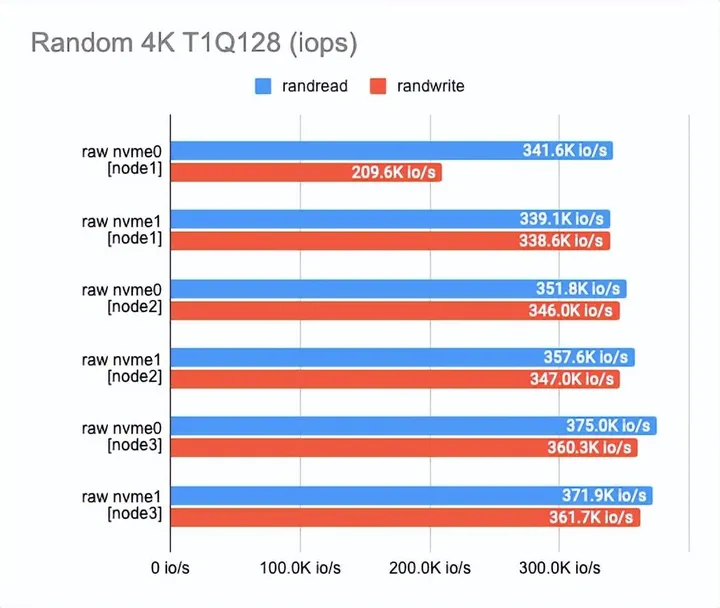 Random 4K T1Q128 (iops)
randread randwrite
raw nvme0
[node1]
341.6K io/s
209.6K io/s
raw nvme1
[node1]
339.1K io/s
338.6K io/s
raw nvme0
[node2]
351.8K io/s
346.0K io/s
raw nvme1
[node2]
357.6K io/s
347.0K io/s
raw nvme0
[node3]
375.0K io/s
360.3K io/s
raw nvme1
[node3]
371.9K io/s
361.7K io/s
0 io/s 100.0K io/s 200.0K io/s 300.0K io/s